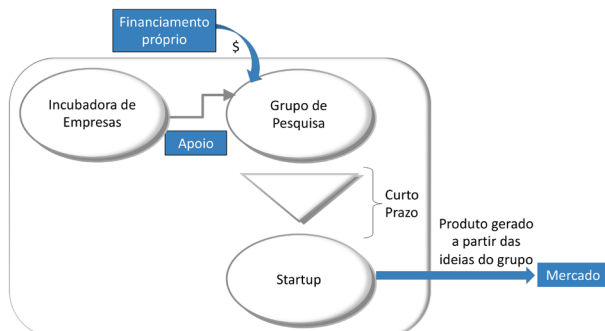 Financiamento
próprio
$
Incubadora de
Empresas
Grupo de
Pesquisa
Apoio
Curto
Prazo
Produto gerado
a partir das
ideias do grupo
Startup
Mercado